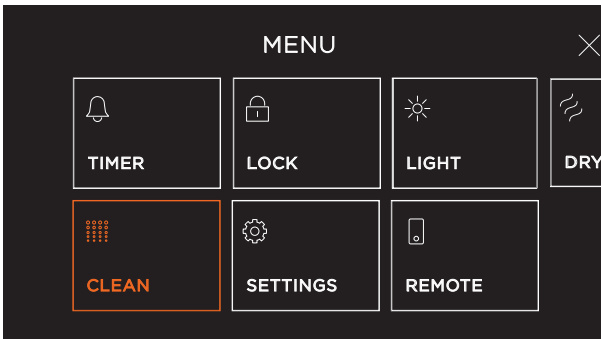 MENU
TIMER
LOCK
LIGHT
DRY
CLEAN
SETTINGS
REMOTE